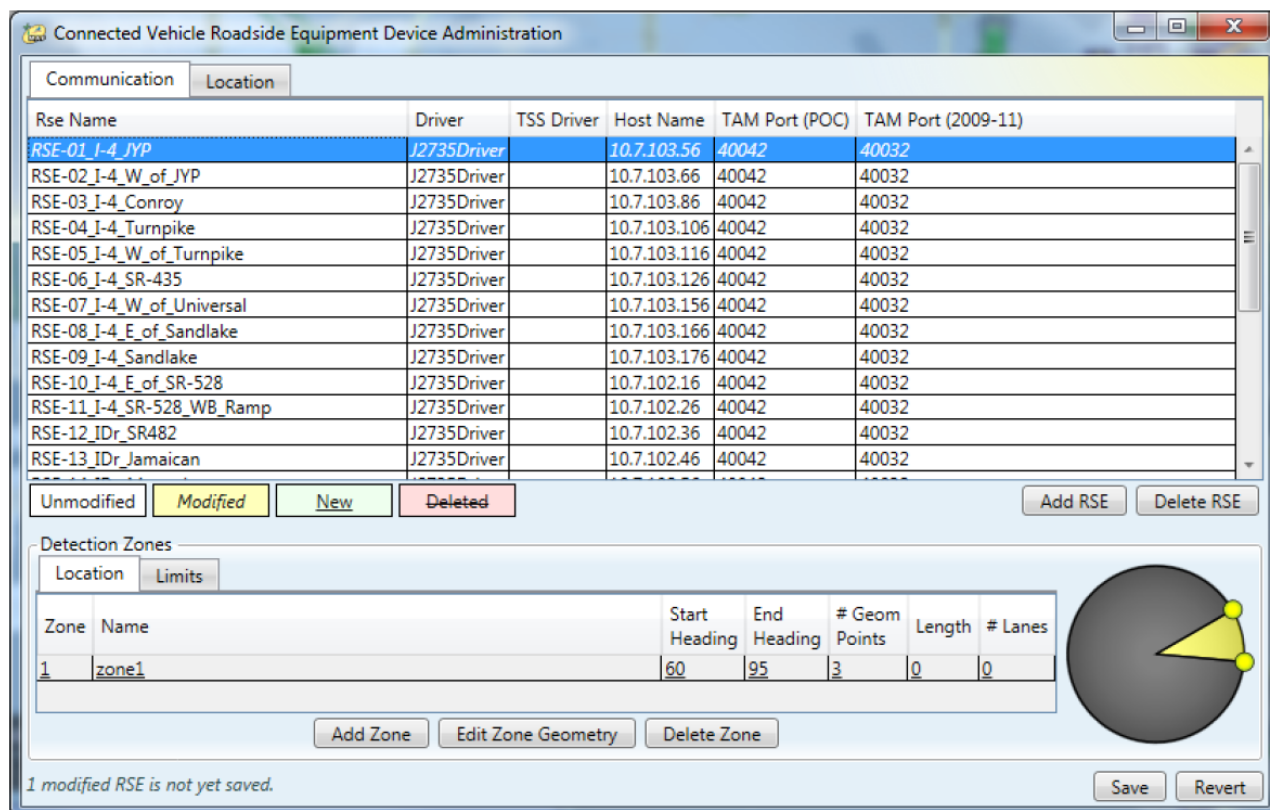 Connected Vehicle Roadside Equipment Device Administration
Communication Location
Rse Name Driver TSS Driver Host Name TAM Port (POC) TAM Port (2009-11)
RSE-01_I-4_JYP J2735Driver 10.7.103.56 40042 40032
RSE-02_I-4_W_of_JYP J2735Driver 10.7.103.66 40042 40032
RSE-03_I-4_Conroy J2735Driver 10.7.103.86 40042 40032
RSE-04_I-4_Turnpike J2735Driver 10.7.103.106 40042 40032
RSE-05_I-4_W_of_Turnpike J2735Driver 10.7.103.116 40042 40032
RSE-06_I-4_SR-435 J2735Driver 10.7.103.126 40042 40032
RSE-07_I-4_W_of_Universal J2735Driver 10.7.103.156 40042 40032
RSE-08_I-4_E_of_Sandlake J2735Driver 10.7.103.166 40042 40032
RSE-09_I-4_Sandlake J2735Driver 10.7.103.176 40042 40032
RSE-10_I-4_E_of_SR-528 J2735Driver 10.7.102.16 40042 40032
RSE-11_I-4_SR-528_WB_Ramp J2735Driver 10.7.102.26 40042 40032
RSE-12_IDr_SR482 J2735Driver 10.7.102.36 40042 40032
RSE-13_IDr_Jamaican J2735Driver 10.7.102.46 40042 40032
Unmodified Modified New Deleted Add RSE Delete RSE
Detection Zones
Location Limits
Zone Name Start Heading End Heading # Geom Points Length # Lanes
1 zone1 60 95 3 0 0
Add Zone Edit Zone Geometry Delete Zone
1 modified RSE is not yet saved. Save Revert